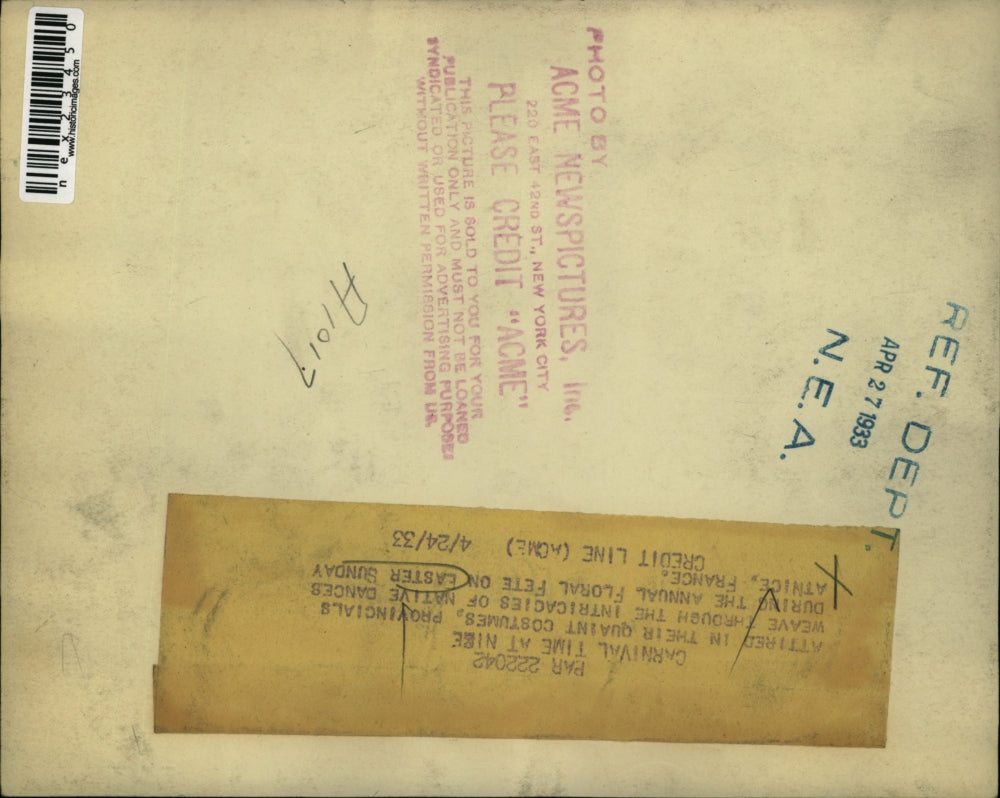 nex23450
www.historicimages.com
PHOTO BY
ACME NEWSPICTURES, Inc.
220 EAST 42ND ST., NEW YORK CITY
PLEASE CREDIT "ACME"
THIS PICTURE IS SOLD TO YOU FOR YOUR
PUBLICATION ONLY AND MUST NOT BE LOANED
SYNDICATED OR USED FOR ADVERTISING PURPOSES
WITHOUT WRITTEN PERMISSION FROM US.
REF. DEPT.
APR 27 1933
N.E.A.
PAR 222042
CARNIVAL TIME AT NICE
ATTIRED IN THEIR QUAINT COSTUMES, PROVINCIALS
WEAVE THROUGH THE INTRICACIES OF NATIVE DANCES
DURING THE ANNUAL FLORAL FETE ON EASTER SUNDAY
ATNICE, FRANCE.
CREDIT LINE (ACME) 4/24/33